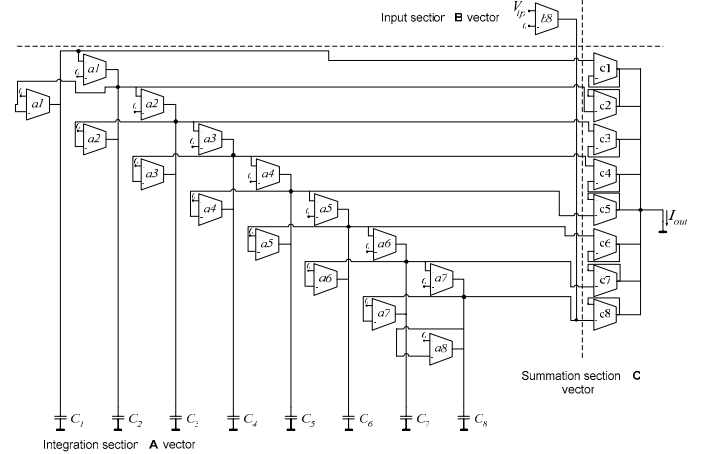 Input section B vector
Vip
b8
a1
a1
a2
a2
a3
a3
a4
a4
a5
a5
a6
a6
a7
a7
a8
c1
c2
c3
c4
c5
c6
c7
c8
Iout
C1
C2
C3
C4
C5
C6
C7
C8
Summation section C
vector
Integration section A vector